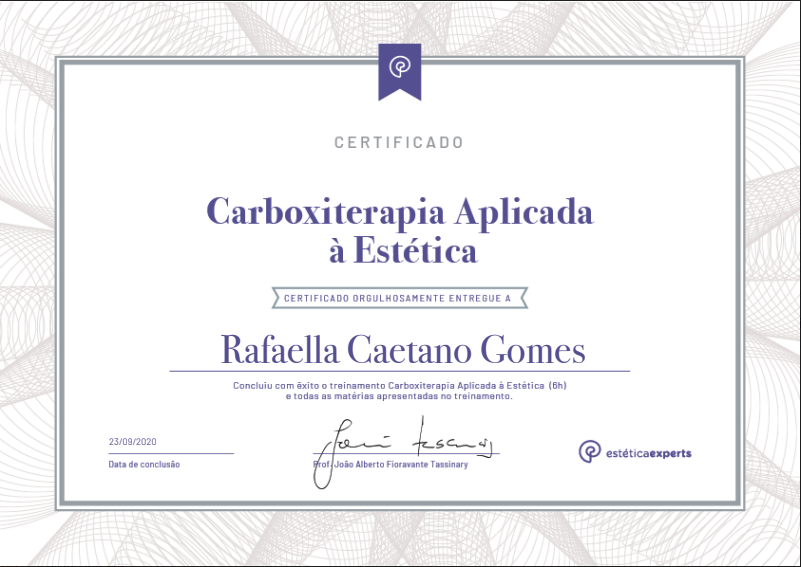 CERTIFICADO
Carboxiterapia Aplicada
à Estética
CERTIFICADO ORGULHOSAMENTE ENTREGUE A
Rafaella Caetano Gomes
Concluiu com êxito o treinamento Carboxiterapia Aplicada à Estética (6h)
e todas as matérias apresentadas no treinamento.
23/09/2020
Data de conclusão
Prof. João Alberto Fioravante Tassinary
estéticaexperts